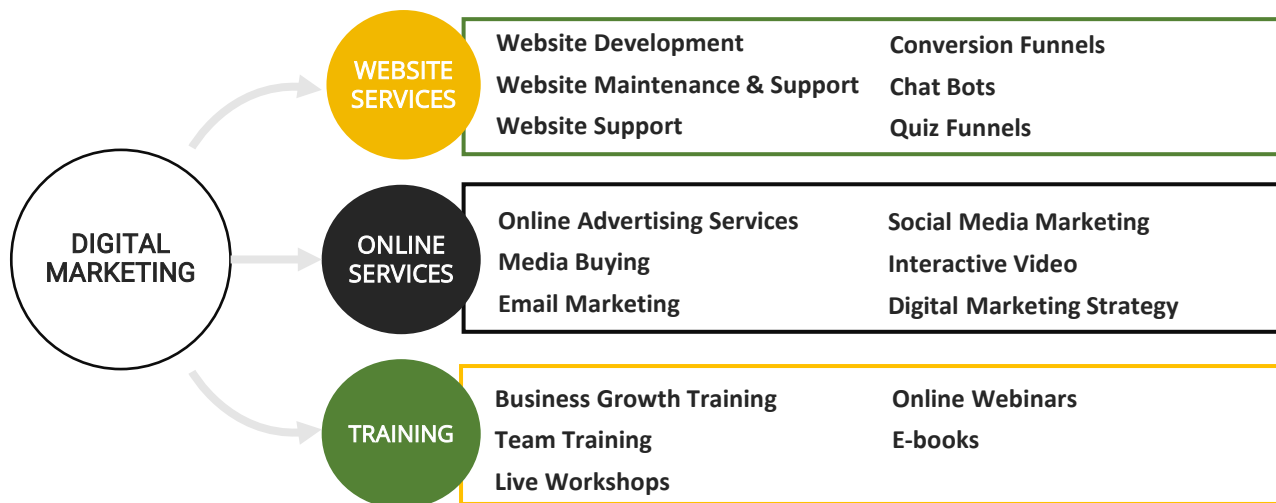 DIGITAL
MARKETING
WEBSITE
SERVICES
Website Development
Website Maintenance & Support
Website Support
Conversion Funnels
Chat Bots
Quiz Funnels
ONLINE
SERVICES
Online Advertising Services
Media Buying
Email Marketing
Social Media Marketing
Interactive Video
Digital Marketing Strategy
TRAINING
Business Growth Training
Team Training
Live Workshops
Online Webinars
E-books